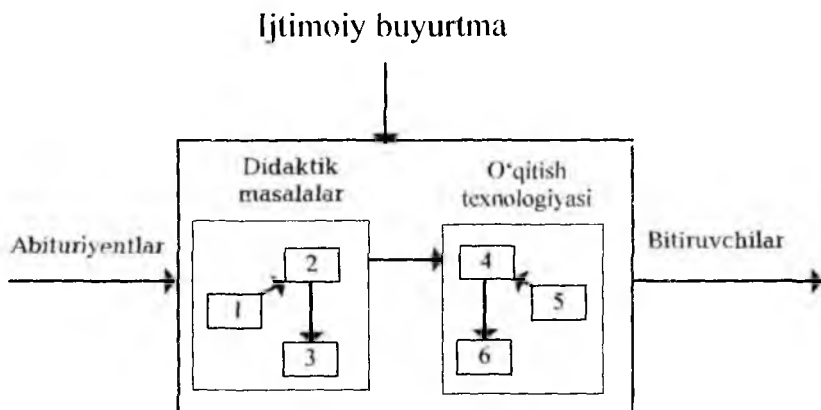 Ijtimoiy buyurtma
Didaktik
masalalar
O‘qitish
texnologiyasi
Abituriyentlar
Bitiruvchilar
2
4
1
5
3
6